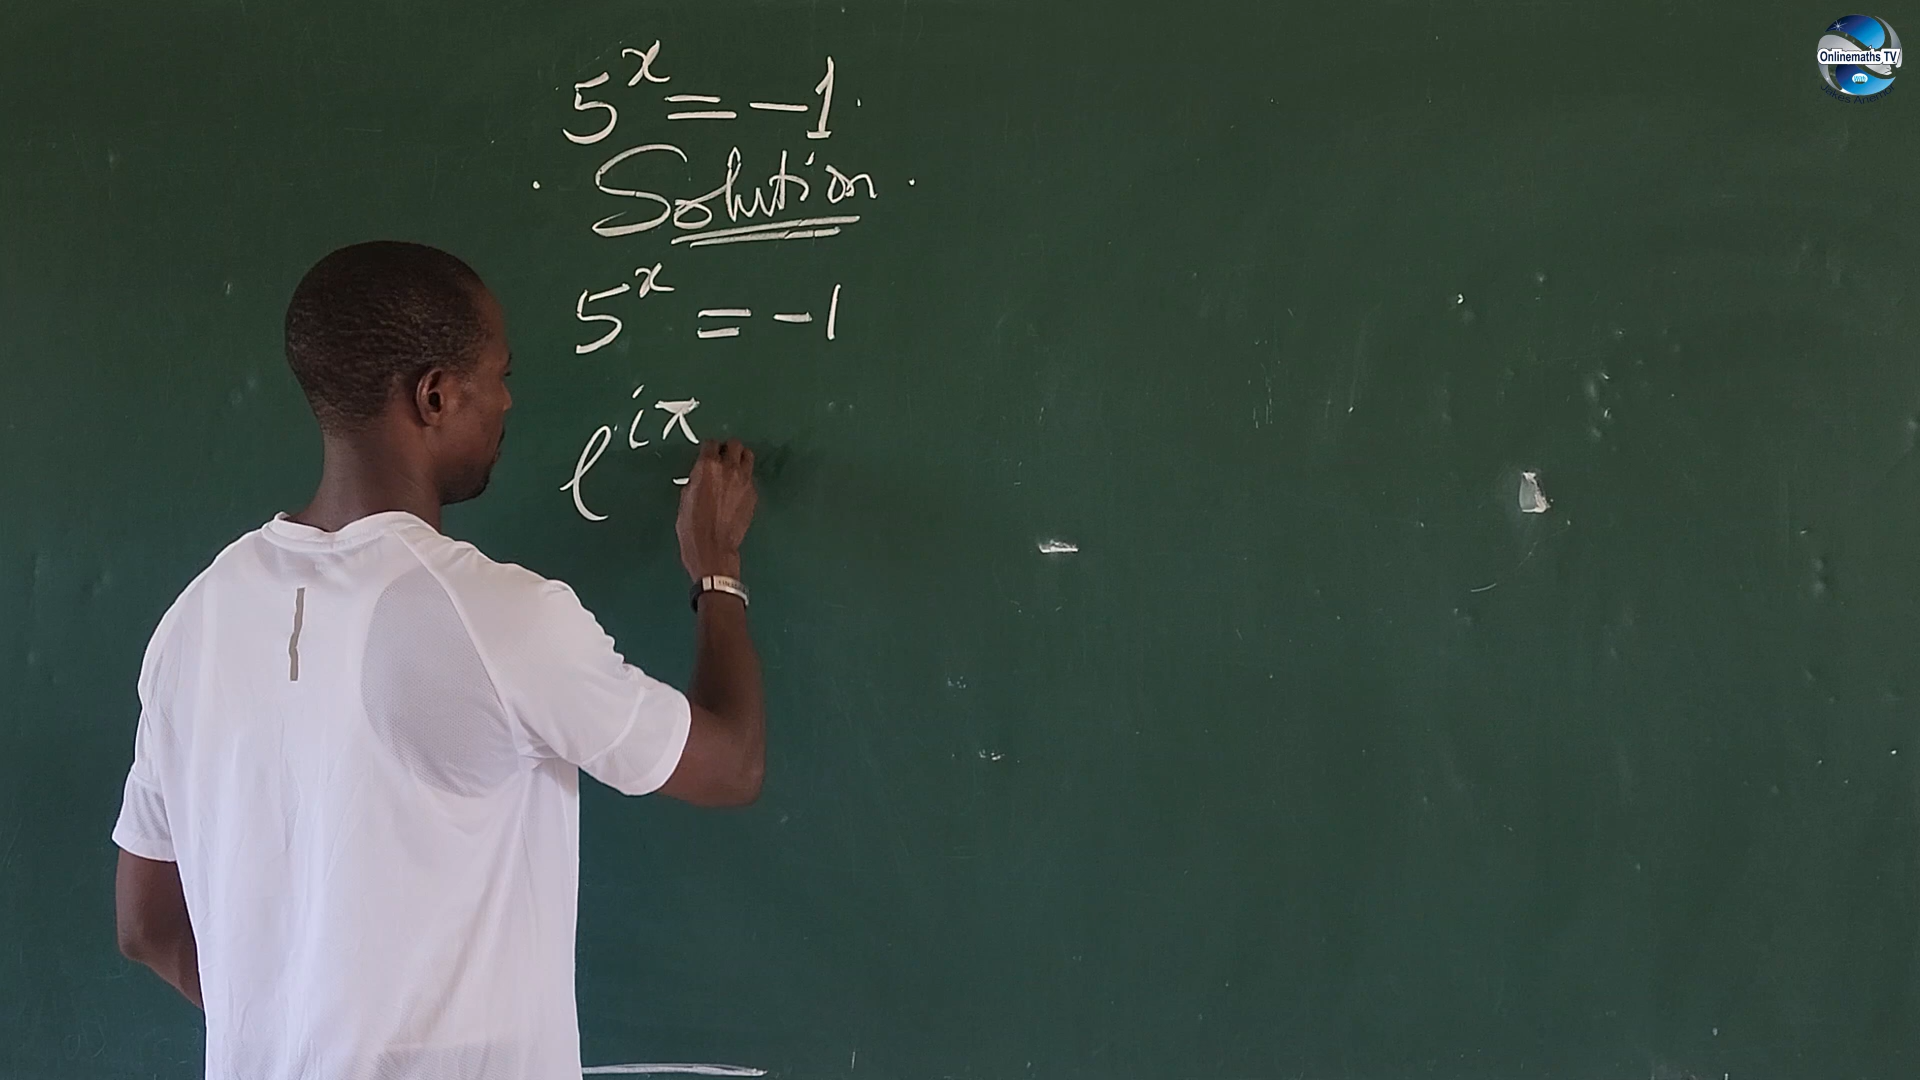 5^x = -1.
. Solution .
5^x = -1
e^iπ
Onlinemaths TV